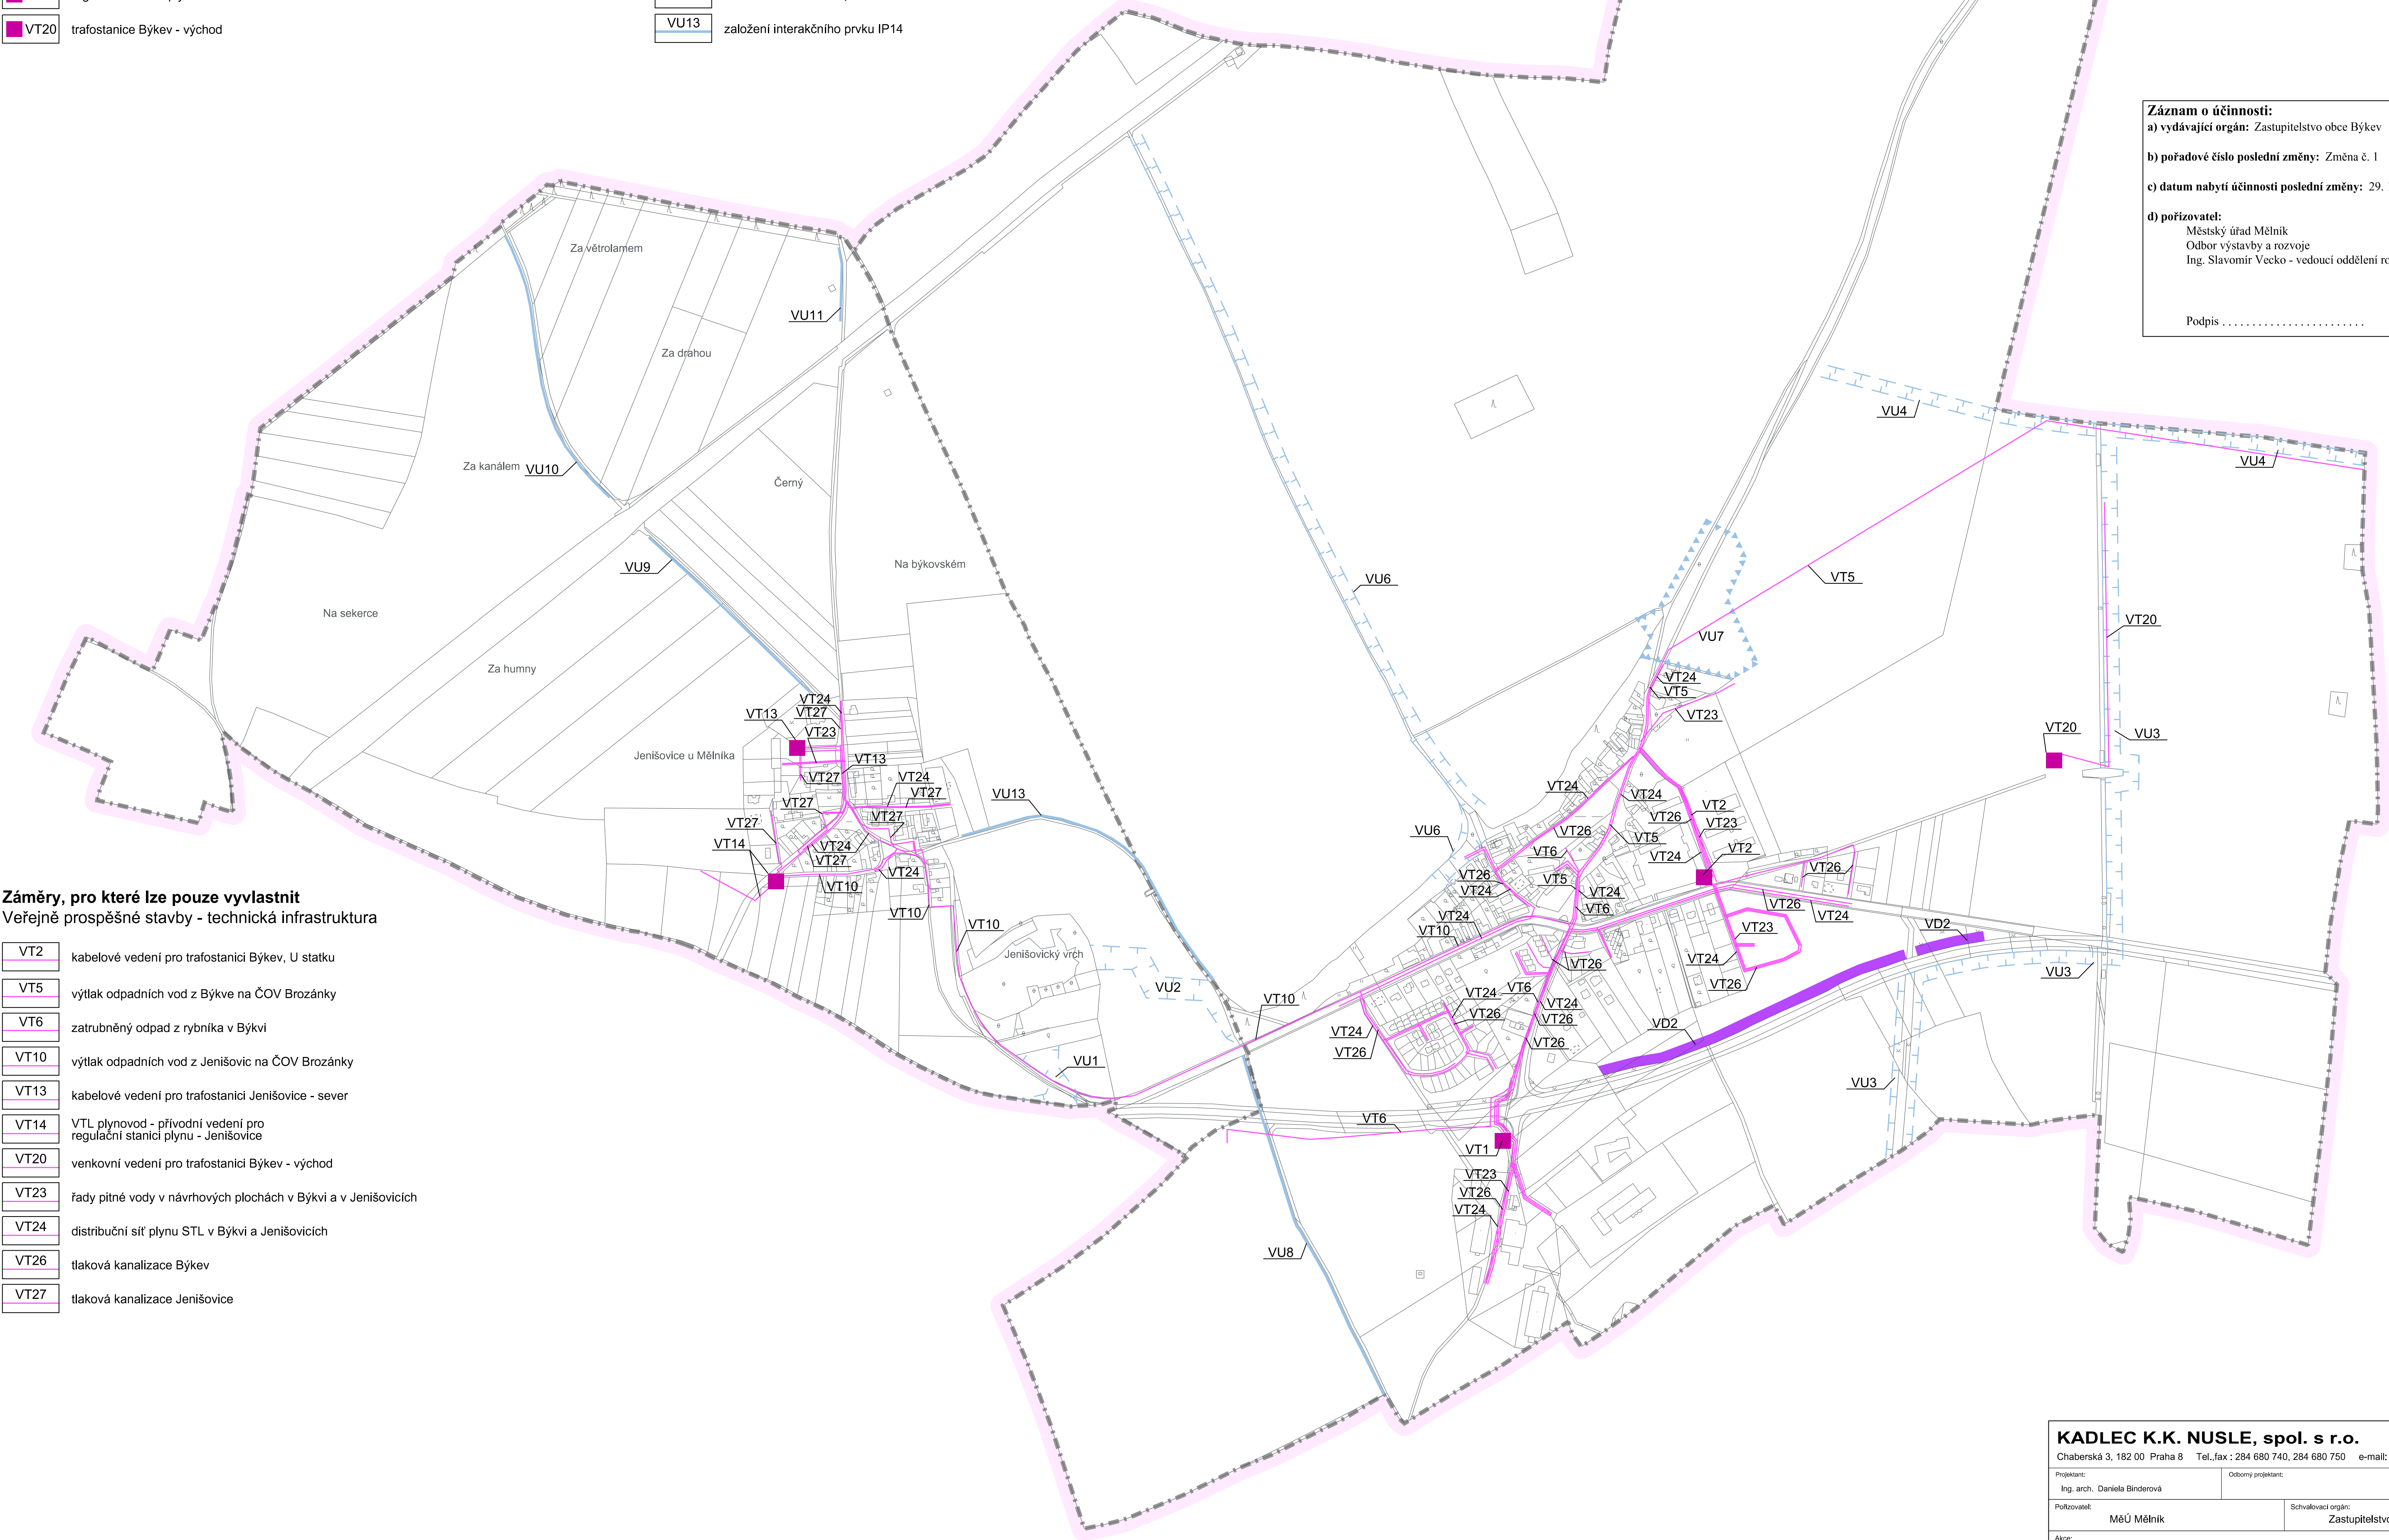 VT20 trafostanice Býkev - východ
VU13 založení interakčního prvku IP14
Záznam o účinnosti:
a) vydávající orgán: Zastupitelstvo obce Býkev
b) pořadové číslo poslední změny: Změna č. 1
c) datum nabytí účinnosti poslední změny: 29.
d) pořizovatel:
Městský úřad Mělník
Odbor výstavby a rozvoje
Ing. Slavomír Vecko - vedoucí oddělení
Podpis . . . . . . . . . . . . . . . . . . . . . . . .
Za větrolamem
VU11
Za drahou
VU4
VU4
Za kanálem
VU10
Černý
VU9
Na býkovském
VU6
VT5
Na sekerce
VT20
VU7
Za humny
VT24
VT5
VT24
VT27
VT13
VT23
VT23
VT20
VU3
Jenišovice u Mělníka
VT13
VT27
VT24
VT27
VU13
VT24
VT24
VT27
VT2
VT26
VT23
VT27
VT27
VU6
VT26
VT5
VT14
VT24
VT27
VT6
VT24
VT2
VT10
VT24
VT26
VT24
VT5
VT24
VT26
VT6
VT10
VT24
VT10
VT26
VT24
VT10
VT23
VD2
Jenišovický vrch
VT24
VT26
VT26
VU3
VU2
VT10
VT24
VT26
VT6
VT24
VT26
VT24
VT26
VT26
VD2
VU1
VU3
VT6
VT1
VT23
VT26
VT24
VU8
Záměry, pro které lze pouze vyvlastnit
Veřejně prospěšné stavby - technická infrastruktura
VT2 kabelové vedení pro trafostanici Býkev, U statku
VT5 výtlak odpadních vod z Býkve na ČOV Brozánky
VT6 zatrubněný odpad z rybníka v Býkvi
VT10 výtlak odpadních vod z Jenišovic na ČOV Brozánky
VT13 kabelové vedení pro trafostanici Jenišovice - sever
VT14 VTL plynovod - přívodní vedení pro
regulační stanici plynu - Jenišovice
VT20 venkovní vedení pro trafostanici Býkev - východ
VT23 řady pitné vody v návrhových plochách v Býkvi a v Jenišovicích
VT24 distribuční síť plynu STL v Býkvi a Jenišovicích
VT26 tlaková kanalizace Býkev
VT27 tlaková kanalizace Jenišovice
KADLEC K.K. NUSLE, spol. s r.o.
Chaberská 3, 182 00 Praha 8 Tel.,fax : 284 680 740, 284 680 750 e-mail:
Projektant: Odborný projektant:
Ing. arch. Daniela Binderová
Pořizovatel: Schvalovací orgán:
MěÚ Mělník Zastupitelstvo
Akce: